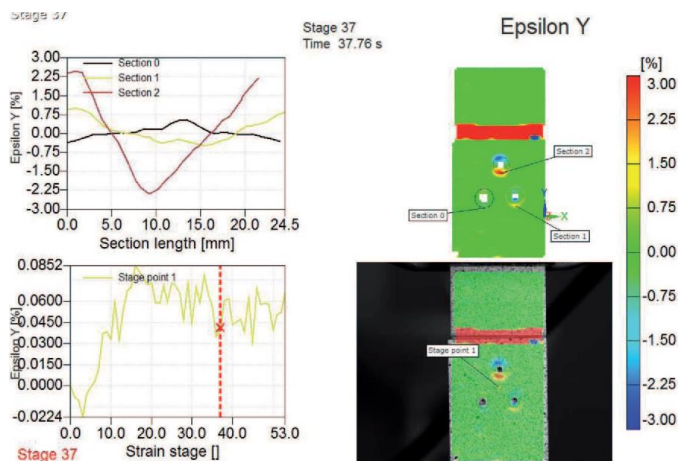 Stage 37
Stage 37
Time 37.76 s
Epsilon Y
Epsilon Y [%]
3.00
2.25
1.50
0.75
0.00
-0.75
-1.50
-2.25
-3.00
Section 0
Section 1
Section 2
0.0
5.0
10.0
15.0
20.0
24.5
Section length [mm]
Epsilon Y [%]
0.0852
0.0600
0.0450
0.0300
0.0150
0.0000
-0.0224
Stage point 1
0.0
10.0
20.0
30.0
40.0
53.0
Strain stage []
Stage 37
Section 2
Section 0
Section 1
Y
X
Stage point 1
[%]
3.00
2.25
1.50
0.75
0.00
-0.75
-1.50
-2.25
-3.00